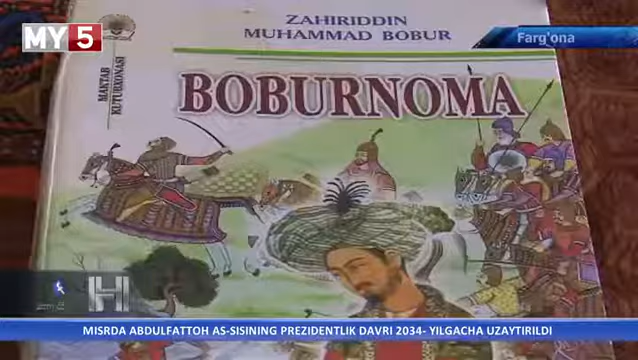 MY5
ZAHIRIDDIN
MUHAMMAD BOBUR
Farg'ona
MAKTAB
KUTUBXONASI
BOBURNOMA
H
MISRDA ABDULFATTOH AS-SISINING PREZIDENTLIK DAVRI 2034- YILGACHA UZAYTIRILDI